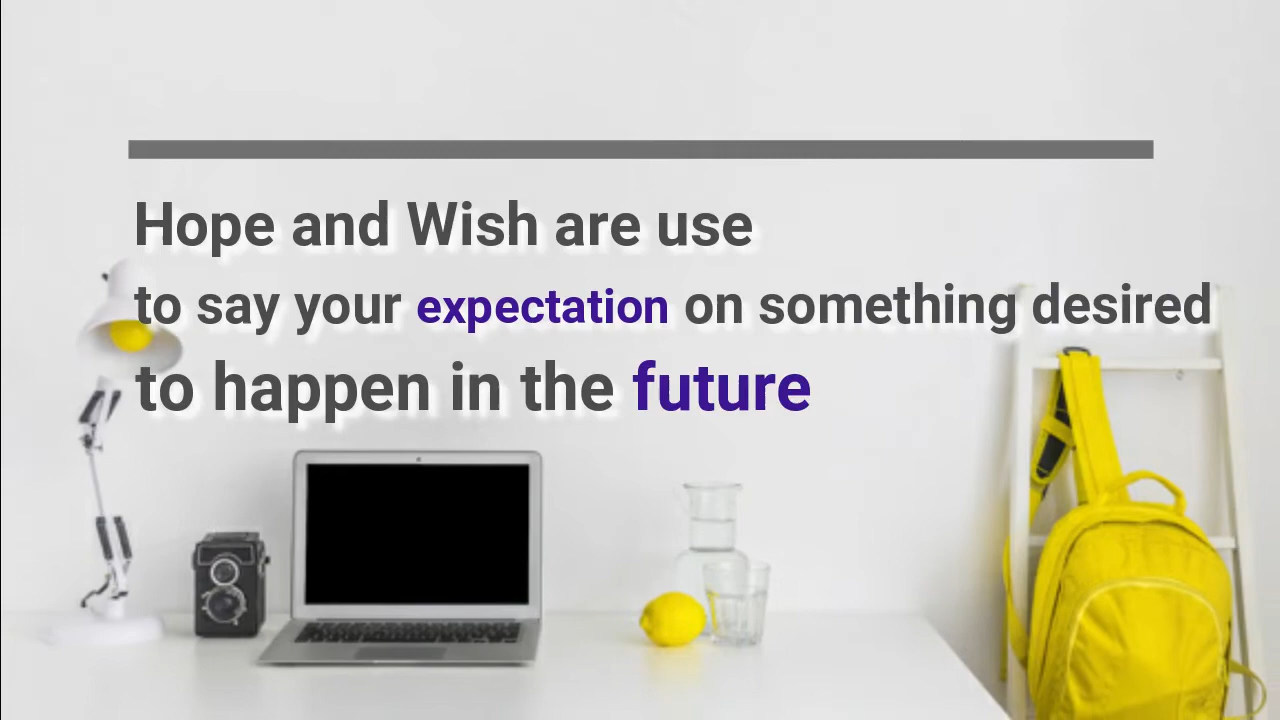 Hope and Wish are use
to say your expectation on something desired
to happen in the future